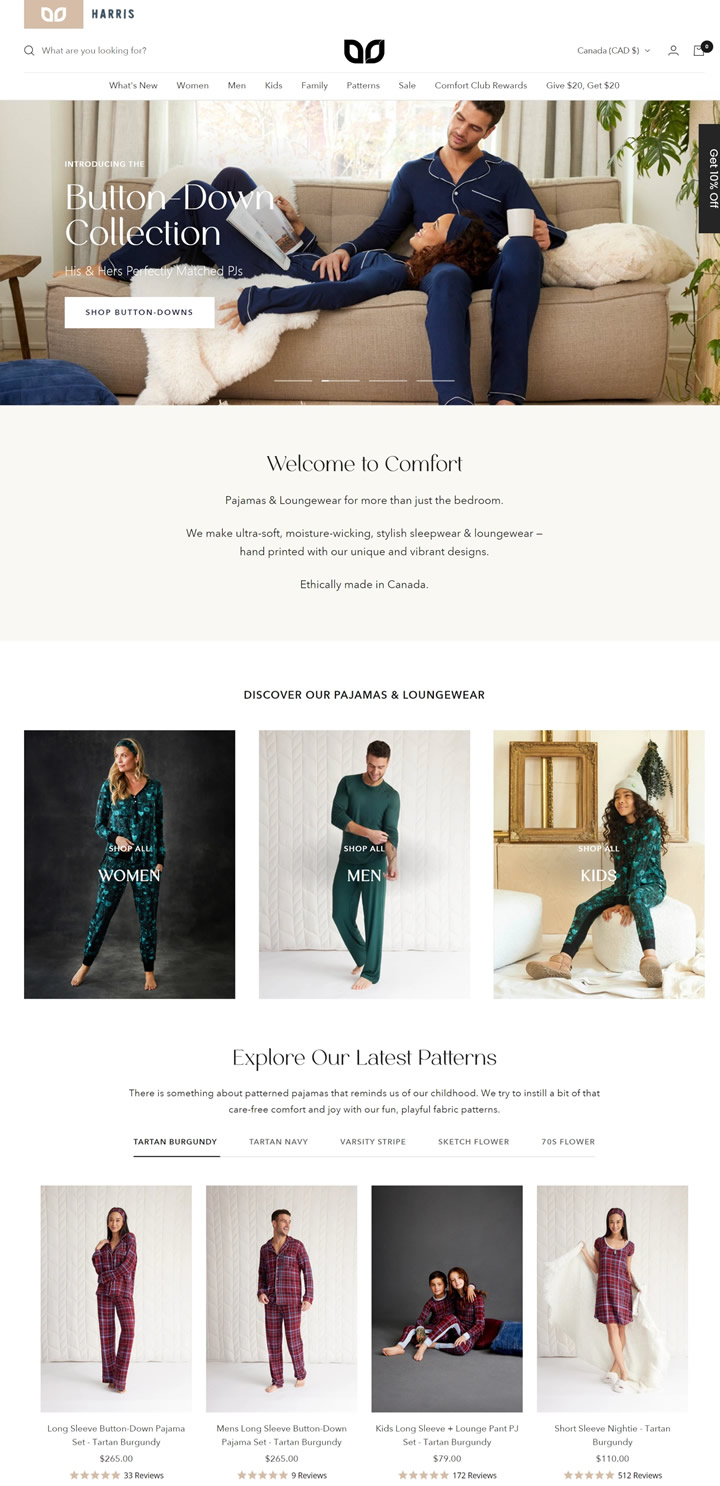 HARRIS
What are you looking for?
Canada (CAD $)
0
What's New Women Men Kids Family Patterns Sale Comfort Club Rewards Give $20, Get $20
Get 10% Off
INTRODUCING THE
Button-Down
Collection
His & Hers Perfectly Matched PJs
SHOP BUTTON-DOWNS
Welcome to Comfort
Pajamas & Loungewear for more than just the bedroom.
We make ultra-soft, moisture-wicking, stylish sleepwear & loungewear –
hand printed with our unique and vibrant designs.
Ethically made in Canada.
DISCOVER OUR PAJAMAS & LOUNGEWEAR
SHOP ALL
WOMEN
SHOP ALL
MEN
SHOP ALL
KIDS
Explore Our Latest Patterns
There is something about patterned pajamas that reminds us of our childhood. We try to instill a bit of that
care-free comfort and joy with our fun, playful fabric patterns.
TARTAN BURGUNDY TARTAN NAVY VARSITY STRIPE SKETCH FLOWER 70S FLOWER
Long Sleeve Button-Down Pajama
Set - Tartan Burgundy
$265.00
33 Reviews
Mens Long Sleeve Button-Down
Pajama Set - Tartan Burgundy
$265.00
9 Reviews
Kids Long Sleeve + Lounge Pant PJ
Set - Tartan Burgundy
$79.00
172 Reviews
Short Sleeve Nightie - Tartan
Burgundy
$110.00
512 Reviews